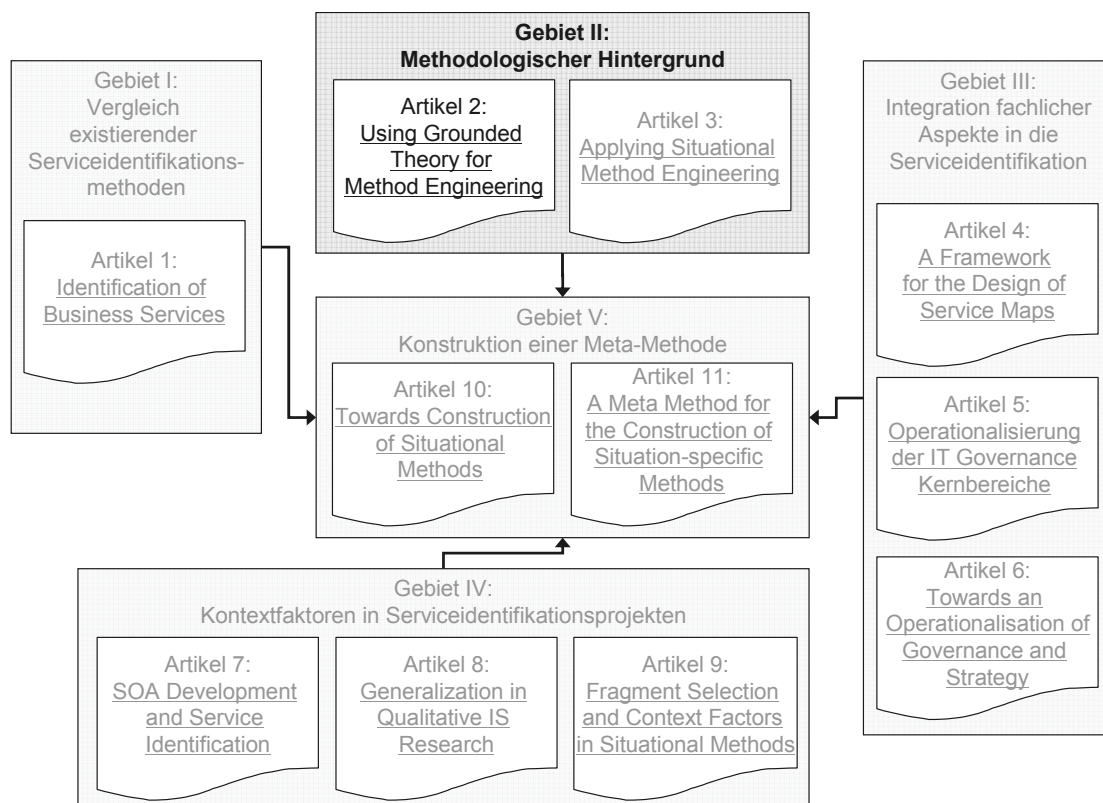 Gebiet I:
Vergleich
existierender
Serviceidentifikations-
methoden
Artikel 1:
Identification of
Business Services
Gebiet II:
Methodologischer Hintergrund
Artikel 2:
Using Grounded
Theory for
Method Engineering
Artikel 3:
Applying Situational
Method Engineering
Gebiet III:
Integration fachlicher
Aspekte in die
Serviceidentifikation
Artikel 4:
A Framework
for the Design of
Service Maps
Artikel 5:
Operationalisierung
der IT Governance
Kernbereiche
Artikel 6:
Towards an
Operationalisation of
Governance and
Strategy
Gebiet V:
Konstruktion einer Meta-Methode
Artikel 10:
Towards Construction
of Situational
Methods
Artikel 11:
A Meta Method for
the Construction of
Situation-specific
Methods
Gebiet IV:
Kontextfaktoren in Serviceidentifikationsprojekten
Artikel 7:
SOA Development
and Service
Identification
Artikel 8:
Generalization in
Qualitative IS
Research
Artikel 9:
Fragment Selection
and Context Factors
in Situational Methods